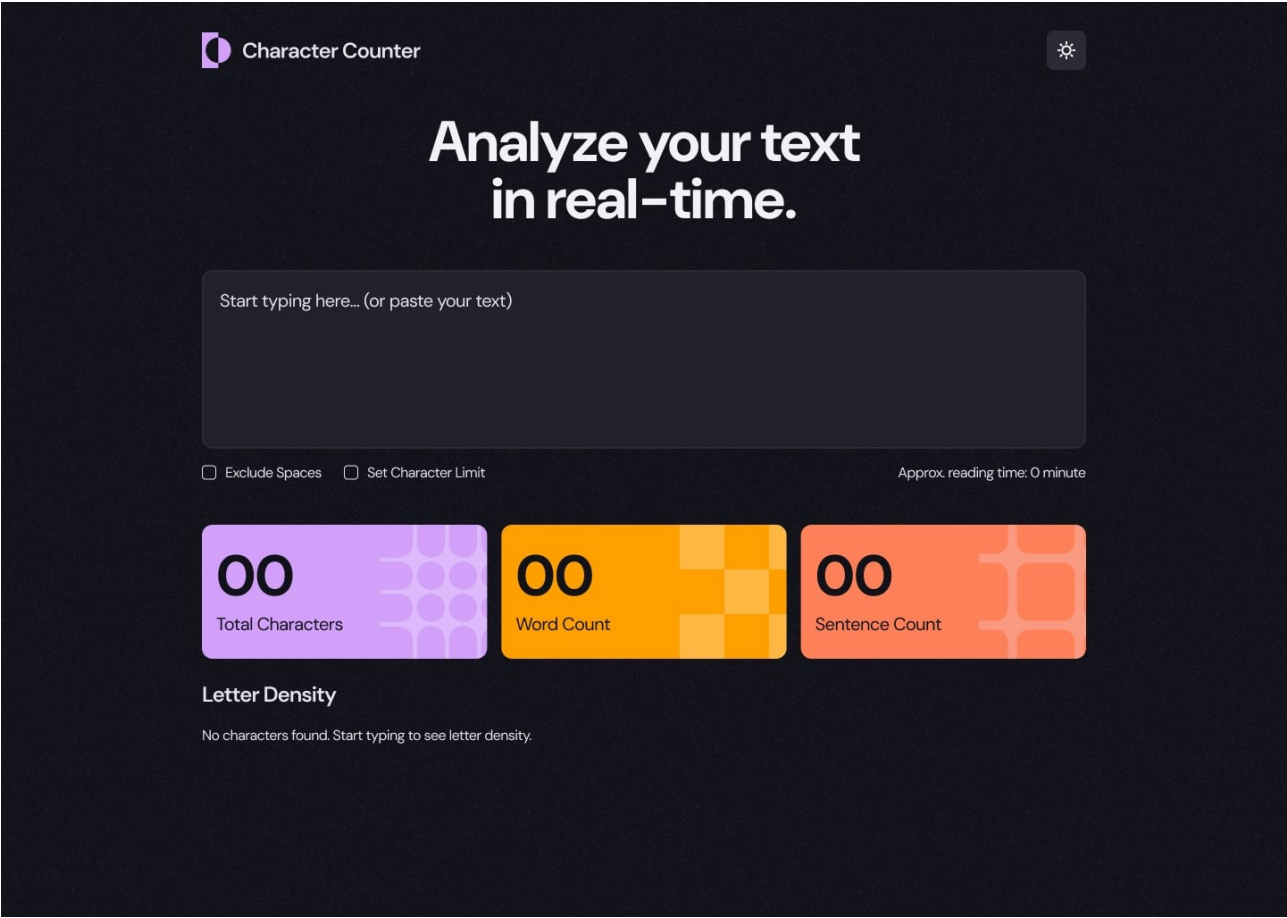 Character Counter
Analyze your text
in real-time.
Start typing here... (or paste your text)
Exclude Spaces Set Character Limit Approx. reading time: 0 minute
00 00 00
Total Characters Word Count Sentence Count
Letter Density
No characters found. Start typing to see letter density.